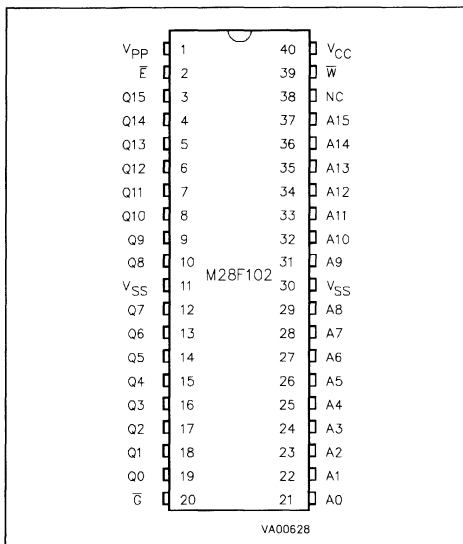 VPP 1 40 VCC
E̅ 2 39 W̅
Q15 3 38 NC
Q14 4 37 A15
Q13 5 36 A14
Q12 6 35 A13
Q11 7 34 A12
Q10 8 33 A11
Q9 9 32 A10
Q8 10 31 A9
M28F102
VSS 11 30 VSS
Q7 12 29 A8
Q6 13 28 A7
Q5 14 27 A6
Q4 15 26 A5
Q3 16 25 A4
Q2 17 24 A3
Q1 18 23 A2
Q0 19 22 A1
G̅ 20 21 A0
VA00628